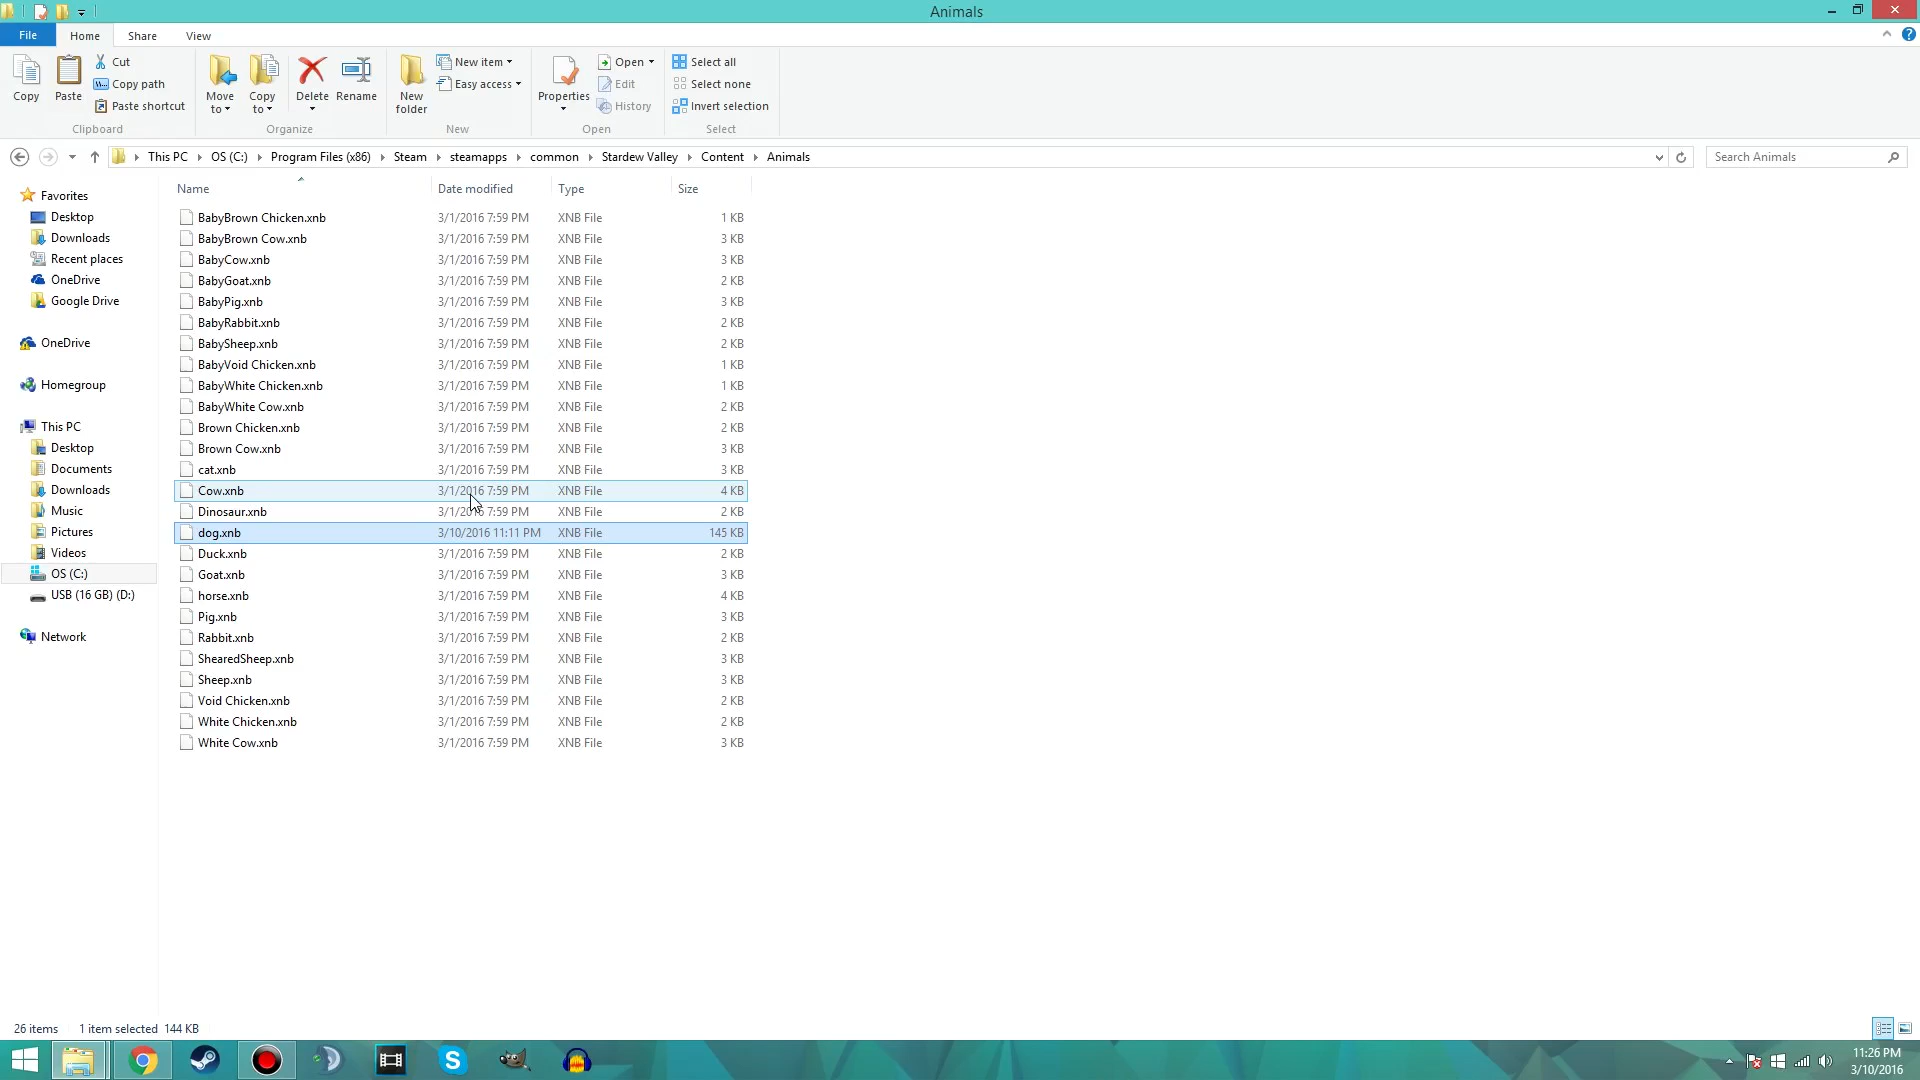 Animals
File Home Share View
Copy
Paste
Cut
Copy path
Paste shortcut
Clipboard
Move to
Copy to
Delete
Rename
Organize
New folder
New item
Easy access
New
Properties
Open
Edit
History
Open
Select all
Select none
Invert selection
Select
This PC OS (C:) Program Files (x86) Steam steamapps common Stardew Valley Content Animals
Search Animals
Favorites
Desktop
Downloads
Recent places
OneDrive
Google Drive
OneDrive
Homegroup
This PC
Desktop
Documents
Downloads
Music
Pictures
Videos
OS (C:)
USB (16 GB) (D:)
Network
Name Date modified Type Size
BabyBrown Chicken.xnb 3/1/2016 7:59 PM XNB File 1 KB
BabyBrown Cow.xnb 3/1/2016 7:59 PM XNB File 3 KB
BabyCow.xnb 3/1/2016 7:59 PM XNB File 3 KB
BabyGoat.xnb 3/1/2016 7:59 PM XNB File 2 KB
BabyPig.xnb 3/1/2016 7:59 PM XNB File 3 KB
BabyRabbit.xnb 3/1/2016 7:59 PM XNB File 2 KB
BabySheep.xnb 3/1/2016 7:59 PM XNB File 2 KB
BabyVoid Chicken.xnb 3/1/2016 7:59 PM XNB File 1 KB
BabyWhite Chicken.xnb 3/1/2016 7:59 PM XNB File 1 KB
BabyWhite Cow.xnb 3/1/2016 7:59 PM XNB File 2 KB
Brown Chicken.xnb 3/1/2016 7:59 PM XNB File 2 KB
Brown Cow.xnb 3/1/2016 7:59 PM XNB File 3 KB
cat.xnb 3/1/2016 7:59 PM XNB File 3 KB
Cow.xnb 3/1/2016 7:59 PM XNB File 4 KB
Dinosaur.xnb 3/1/2016 7:59 PM XNB File 2 KB
dog.xnb 3/10/2016 11:11 PM XNB File 145 KB
Duck.xnb 3/1/2016 7:59 PM XNB File 2 KB
Goat.xnb 3/1/2016 7:59 PM XNB File 3 KB
horse.xnb 3/1/2016 7:59 PM XNB File 4 KB
Pig.xnb 3/1/2016 7:59 PM XNB File 3 KB
Rabbit.xnb 3/1/2016 7:59 PM XNB File 2 KB
ShearedSheep.xnb 3/1/2016 7:59 PM XNB File 3 KB
Sheep.xnb 3/1/2016 7:59 PM XNB File 3 KB
Void Chicken.xnb 3/1/2016 7:59 PM XNB File 2 KB
White Chicken.xnb 3/1/2016 7:59 PM XNB File 2 KB
White Cow.xnb 3/1/2016 7:59 PM XNB File 3 KB
26 items 1 item selected 144 KB
11:26 PM
3/10/2016